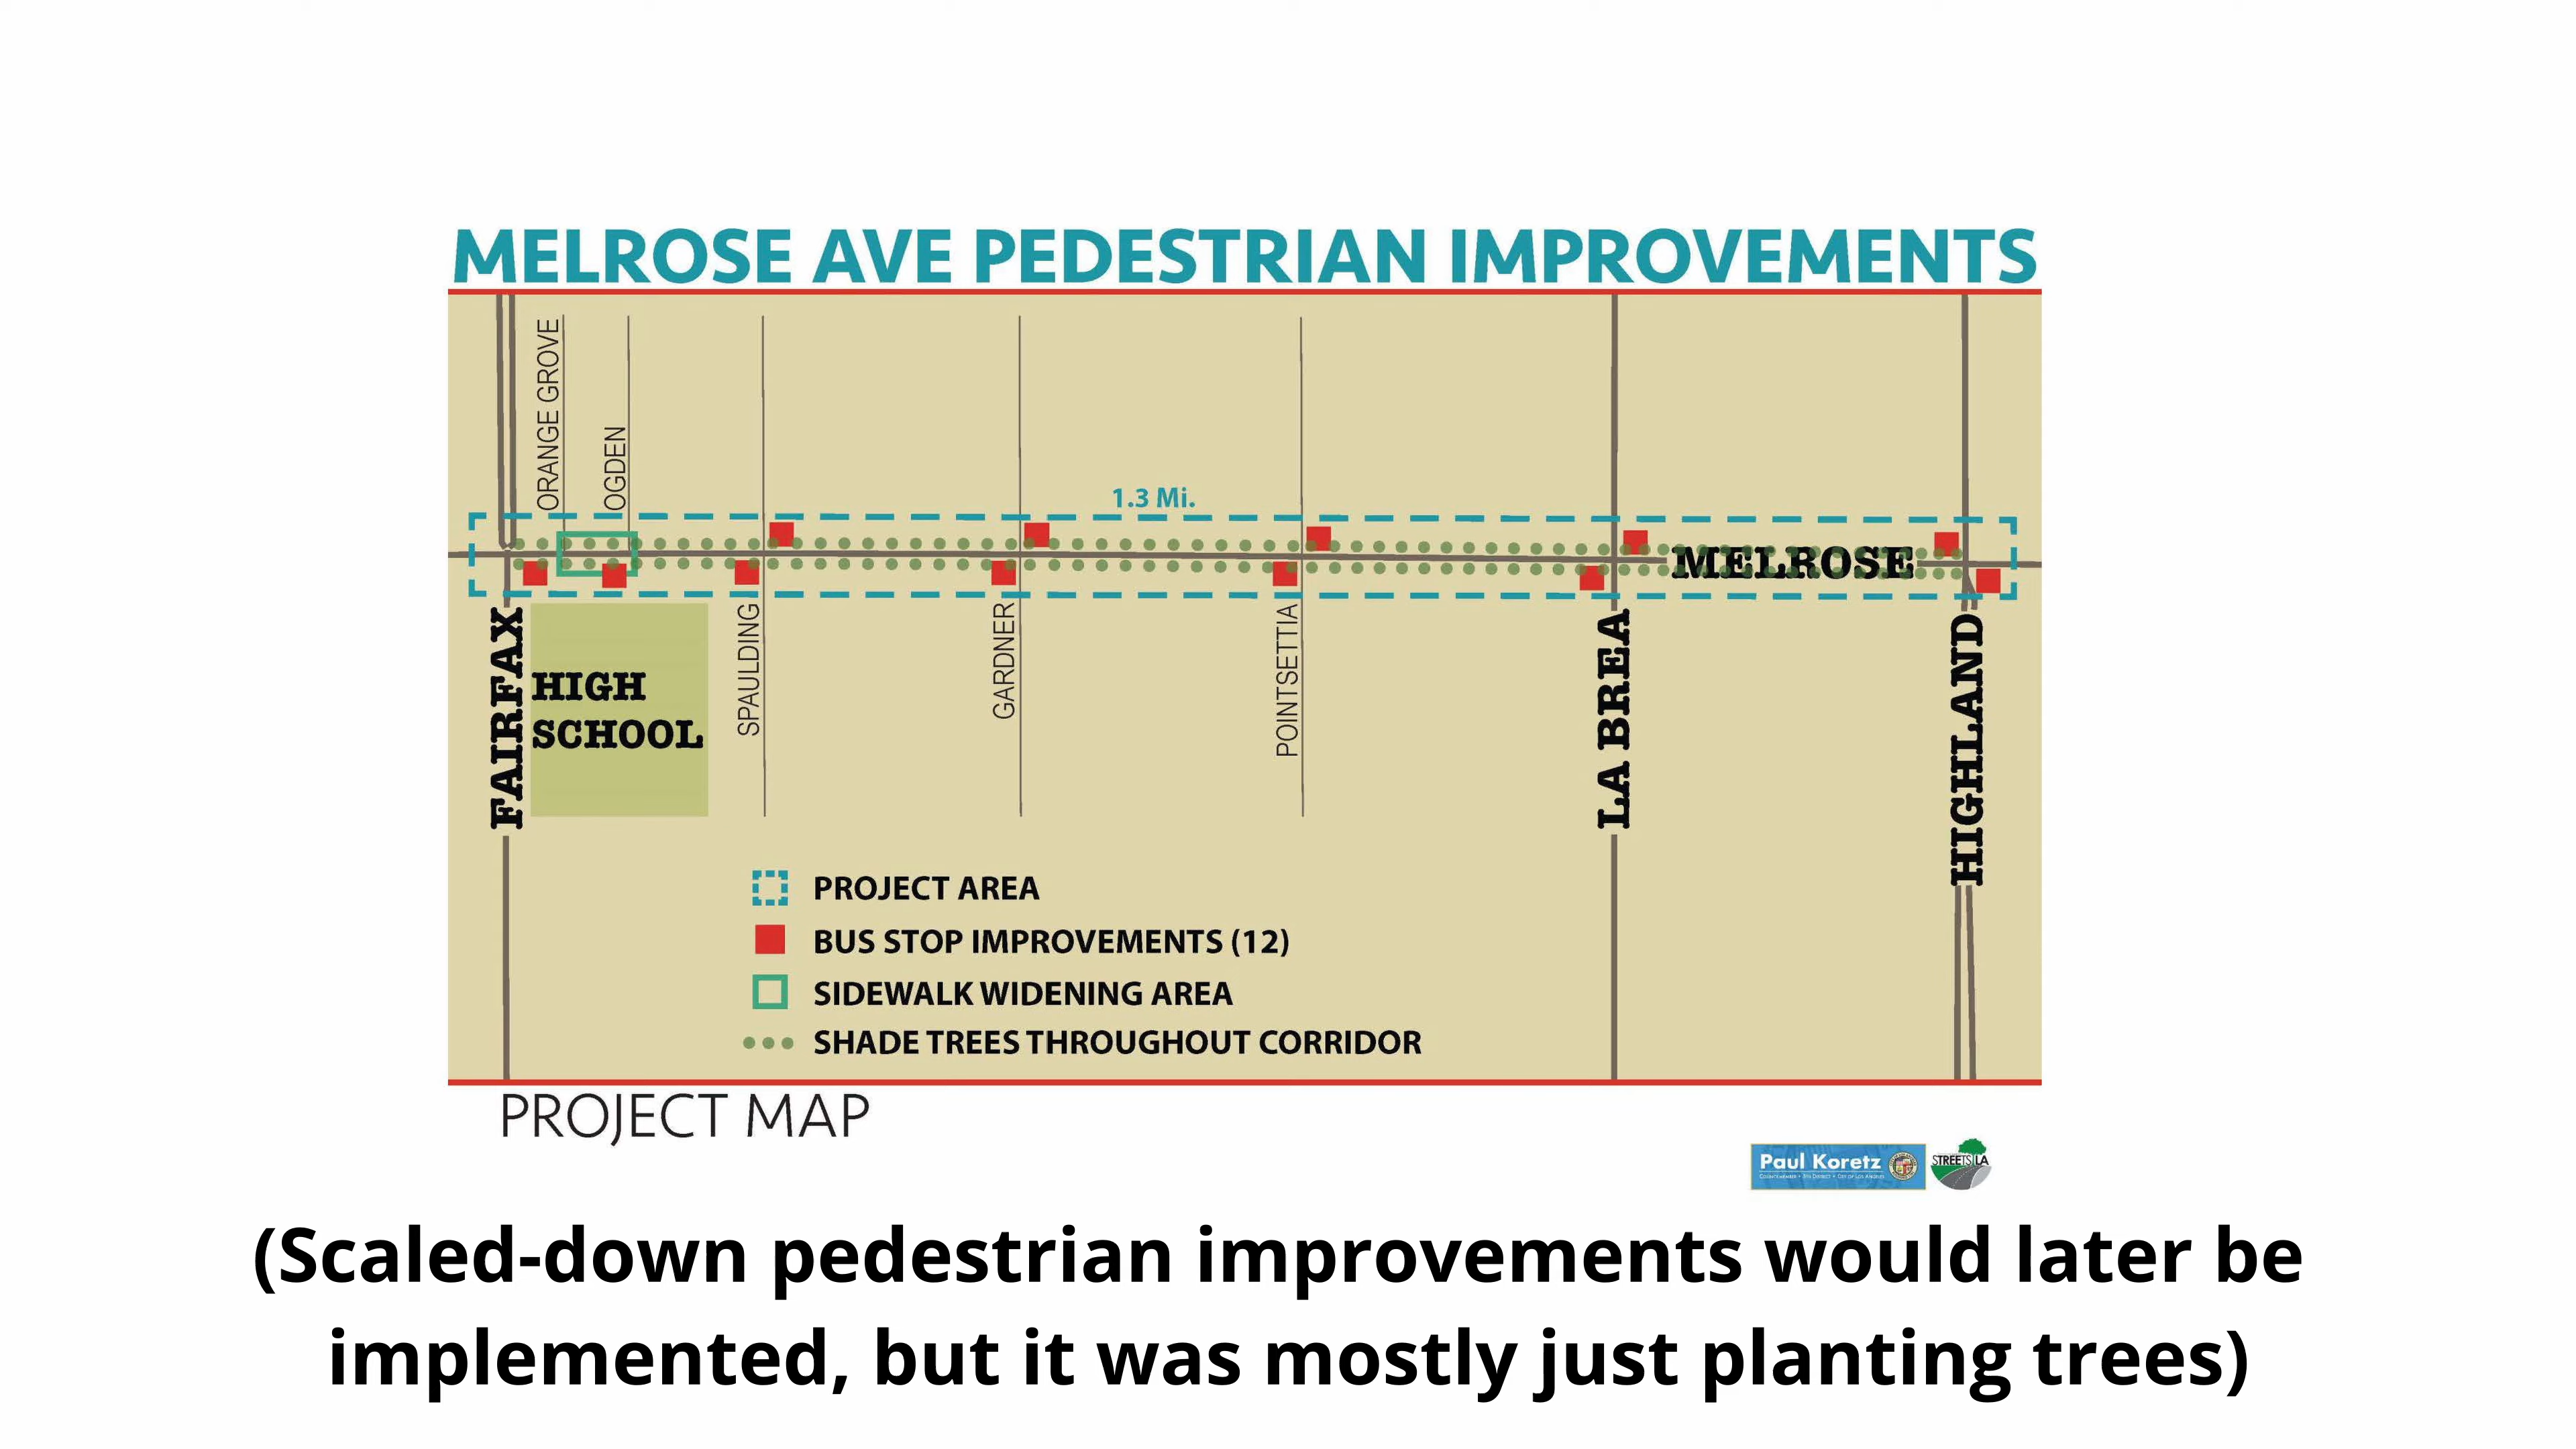 MELROSE AVE PEDESTRIAN IMPROVEMENTS
ORANGE GROVE
OGDEN
1.3 Mi.
MELROSE
FAIRFAX
HIGH
SCHOOL
SPAULDING
GARDNER
POINTSETTIA
LA BREA
HIGHLAND
PROJECT AREA
BUS STOP IMPROVEMENTS (12)
SIDEWALK WIDENING AREA
SHADE TREES THROUGHOUT CORRIDOR
PROJECT MAP
Paul Koretz
STREETS LA
(Scaled-down pedestrian improvements would later be
implemented, but it was mostly just planting trees)